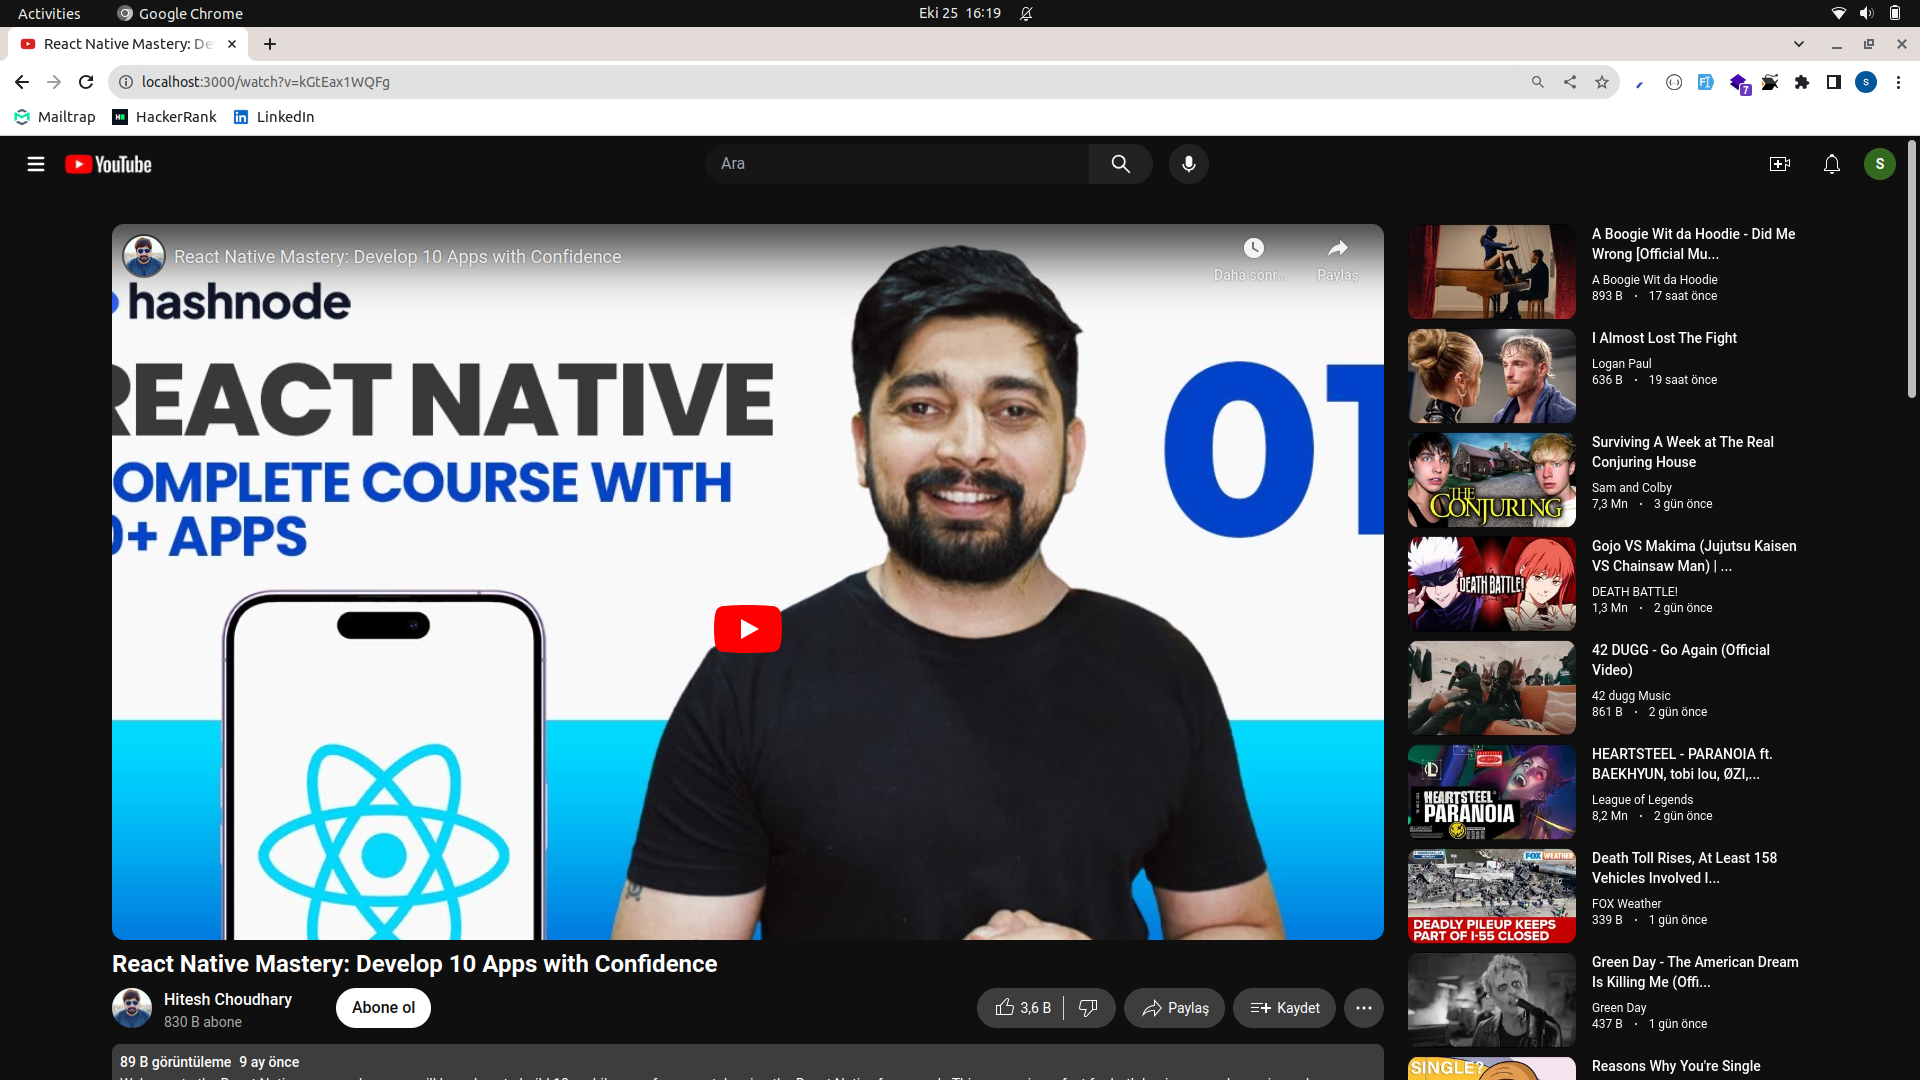 Activities
Google Chrome
Eki 25 16:19
React Native Mastery: De
localhost:3000/watch?v=kGtEax1WQFg
7
S
Mailtrap
HackerRank
LinkedIn
YouTube
Ara
S
React Native Mastery: Develop 10 Apps with Confidence
Daha sonr...
Paylaş
hashnode
REACT NATIVE
COMPLETE COURSE WITH
0+ APPS
01
React Native Mastery: Develop 10 Apps with Confidence
Hitesh Choudhary
830 B abone
Abone ol
3,6 B
Paylaş
Kaydet
89 B görüntüleme 9 ay önce
A Boogie Wit da Hoodie - Did Me
Wrong [Official Mu...
A Boogie Wit da Hoodie
893 B • 17 saat önce
I Almost Lost The Fight
Logan Paul
636 B • 19 saat önce
THE
CONJURING
Surviving A Week at The Real
Conjuring House
Sam and Colby
7,3 Mn • 3 gün önce
DEATH BATTLE!
Gojo VS Makima (Jujutsu Kaisen
VS Chainsaw Man) | ...
DEATH BATTLE!
1,3 Mn • 2 gün önce
42 DUGG - Go Again (Official
Video)
42 dugg Music
861 B • 2 gün önce
HEARTSTEEL
PARANOIA
HEARTSTEEL - PARANOIA ft.
BAEKHYUN, tobi lou, ØZI,...
League of Legends
8,2 Mn • 2 gün önce
FOX WEATHER
DEADLY PILEUP KEEPS
PART OF I-55 CLOSED
Death Toll Rises, At Least 158
Vehicles Involved I...
FOX Weather
339 B • 1 gün önce
Green Day - The American Dream
Is Killing Me (Offi...
Green Day
437 B • 1 gün önce
SINGLE?
Reasons Why You're Single